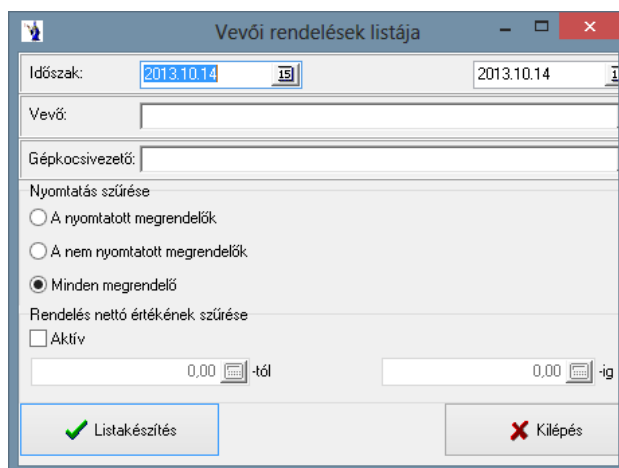 Vevői rendelések listája
Időszak: 2013.10.14 15 2013.10.14
Vevő:
Gépkocsivezető:
Nyomtatás szűrése
A nyomtatott megrendelők
A nem nyomtatott megrendelők
Minden megrendelő
Rendelés nettó értékének szűrése
Aktív
0,00 -tól 0,00 -ig
Listakészítés Kilépés